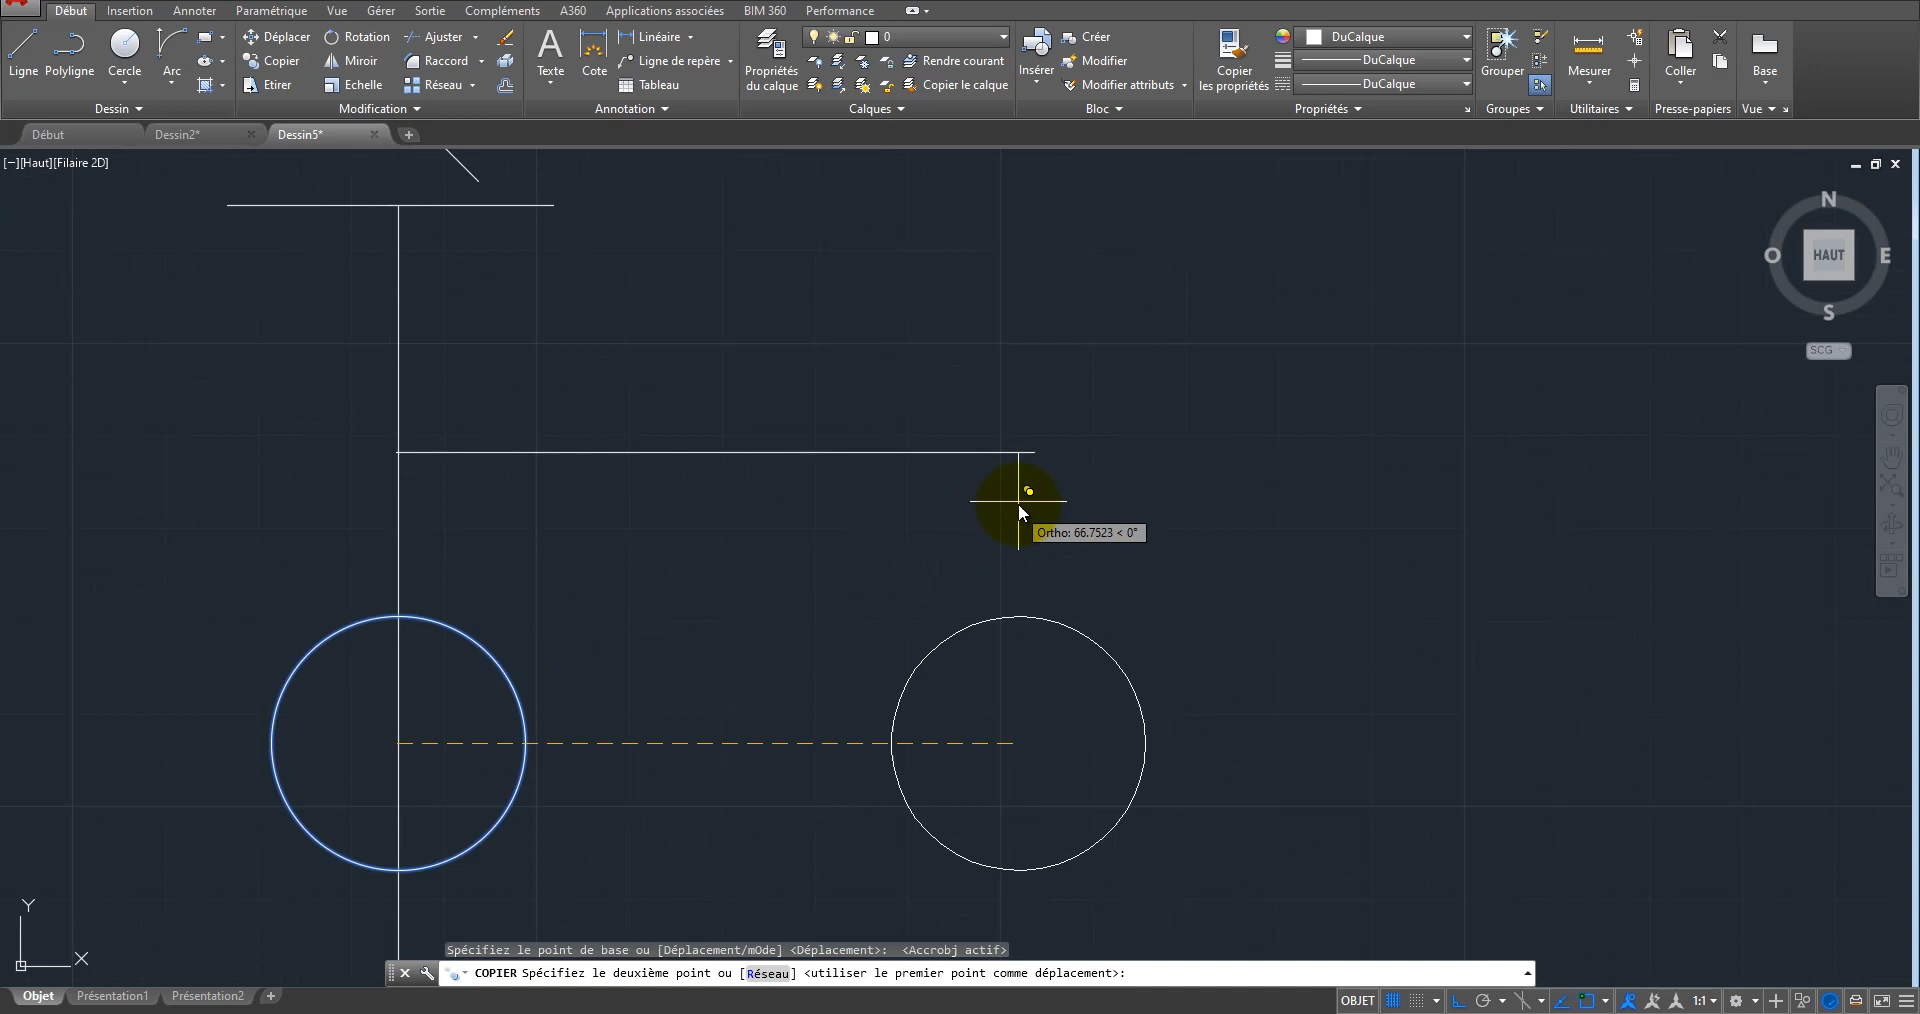 Début Insertion Annoter Paramétrique Vue Gérer Sortie Compléments A360 Applications associées BIM 360 Performance
Ligne Polyligne Cercle Arc
Dessin
Déplacer Rotation Ajuster
Copier Miroir Raccord
Etirer Echelle Réseau
Modification
A
Texte Cote
Linéaire
Ligne de repère
Tableau
Annotation
Propriétés
du calque
0
Rendre courant
Copier le calque
Calques
Insérer
Créer
Modifier
Modifier attributs
Bloc
Copier
les propriétés
DuCalque
DuCalque
DuCalque
Propriétés
Grouper
Groupes
Mesurer
Utilitaires
Coller
Presse-papiers
Base
Vue
Début Dessin2* Dessin5*
[−][Haut][Filaire 2D]
N
O HAUT E
S
SCG
Ortho: 66.7523 < 0°
Y
X
Spécifiez le point de base ou [Déplacement/mOde] <Déplacement>: <Accrobj actif>
COPIER Spécifiez le deuxième point ou [Réseau] <utiliser le premier point comme déplacement>:
Objet Présentation1 Présentation2
OBJET 1:1